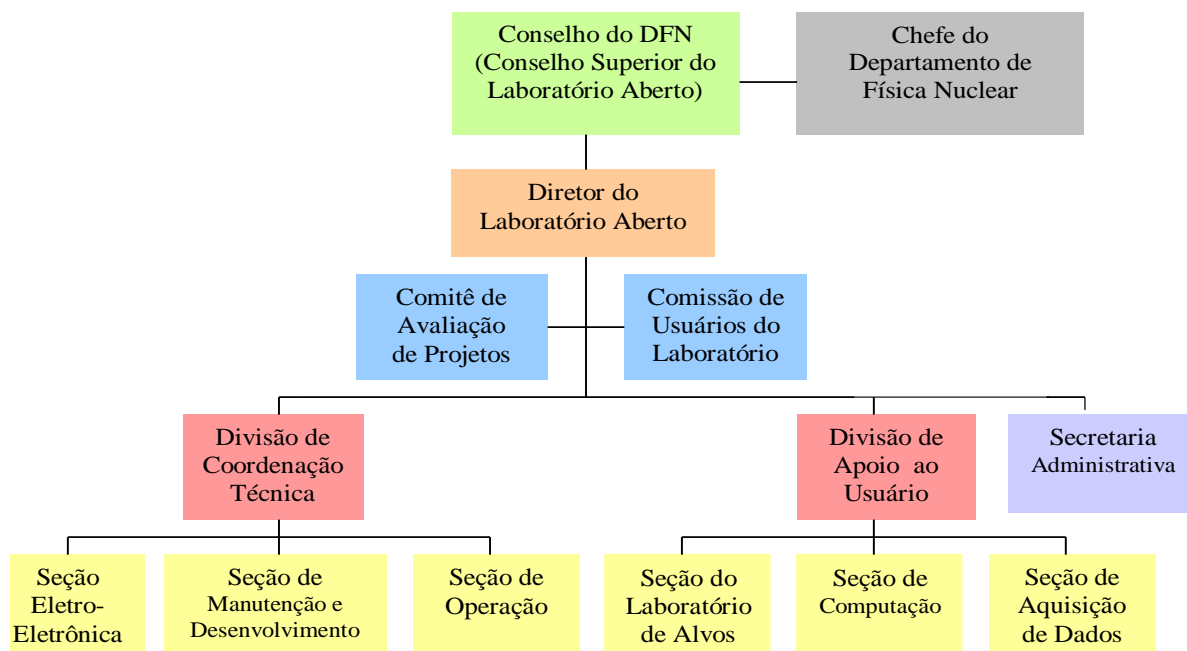 Conselho do DFN
(Conselho Superior do
Laboratório Aberto)
Chefe do
Departamento de
Física Nuclear
Diretor do
Laboratório Aberto
Comitê de
Avaliação
de Projetos
Comissão de
Usuários do
Laboratório
Divisão de
Coordenação
Técnica
Divisão de
Apoio ao
Usuário
Secretaria
Administrativa
Seção
Eletro-
Eletrônica
Seção de
Manutenção e
Desenvolvimento
Seção de
Operação
Seção do
Laboratório
de Alvos
Seção de
Computação
Seção de
Aquisição
de Dados